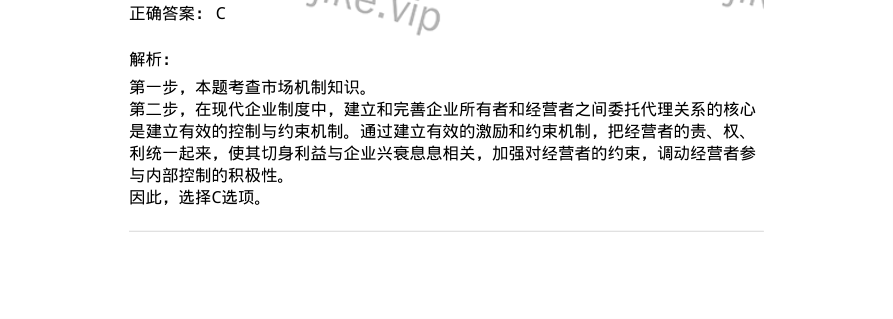 jike.vip
正确答案： C
解析：
第一步，本题考查市场机制知识。
第二步，在现代企业制度中，建立和完善企业所有者和经营者之间委托代理关系的核心
是建立有效的控制与约束机制。通过建立有效的激励和约束机制，把经营者的责、权、
利统一起来，使其切身利益与企业兴衰息息相关，加强对经营者的约束，调动经营者参
与内部控制的积极性。
因此，选择C选项。